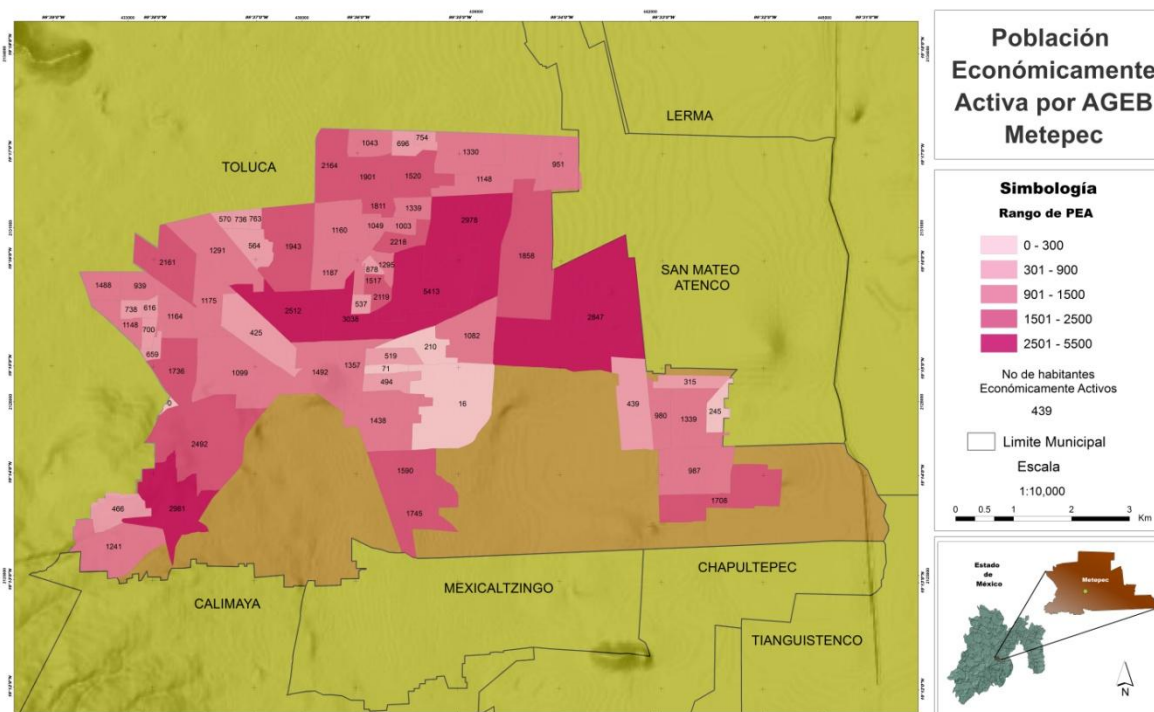 LERMA
TOLUCA
754
1043
696
1330
2164
951
1901
1520
1148
1811
1339
2978
570
736
763
1160
1049
1003
1291
564
1943
2218
1858
2161
1187
878
1295
SAN MATEO
ATENCO
1488
939
1517
5413
1175
2512
2119
537
738
616
1164
3038
2847
1148
700
425
1082
210
659
519
1357
71
1736
1099
1492
494
315
16
439
980
1339
245
1438
2492
1590
987
466
2981
1745
1708
1241
CALIMAYA
MEXICALTZINGO
CHAPULTEPEC
TIANGUISTENCO
Población
Económicamente
Activa por AGEB
Metepec
Simbología
Rango de PEA
0 - 300
301 - 900
901 - 1500
1501 - 2500
2501 - 5500
No de habitantes
Económicamente Activos
439
Limite Municipal
Escala
1:10,000
0 0.5 1 2 3
Km
Estado
de
México
Metepec
N